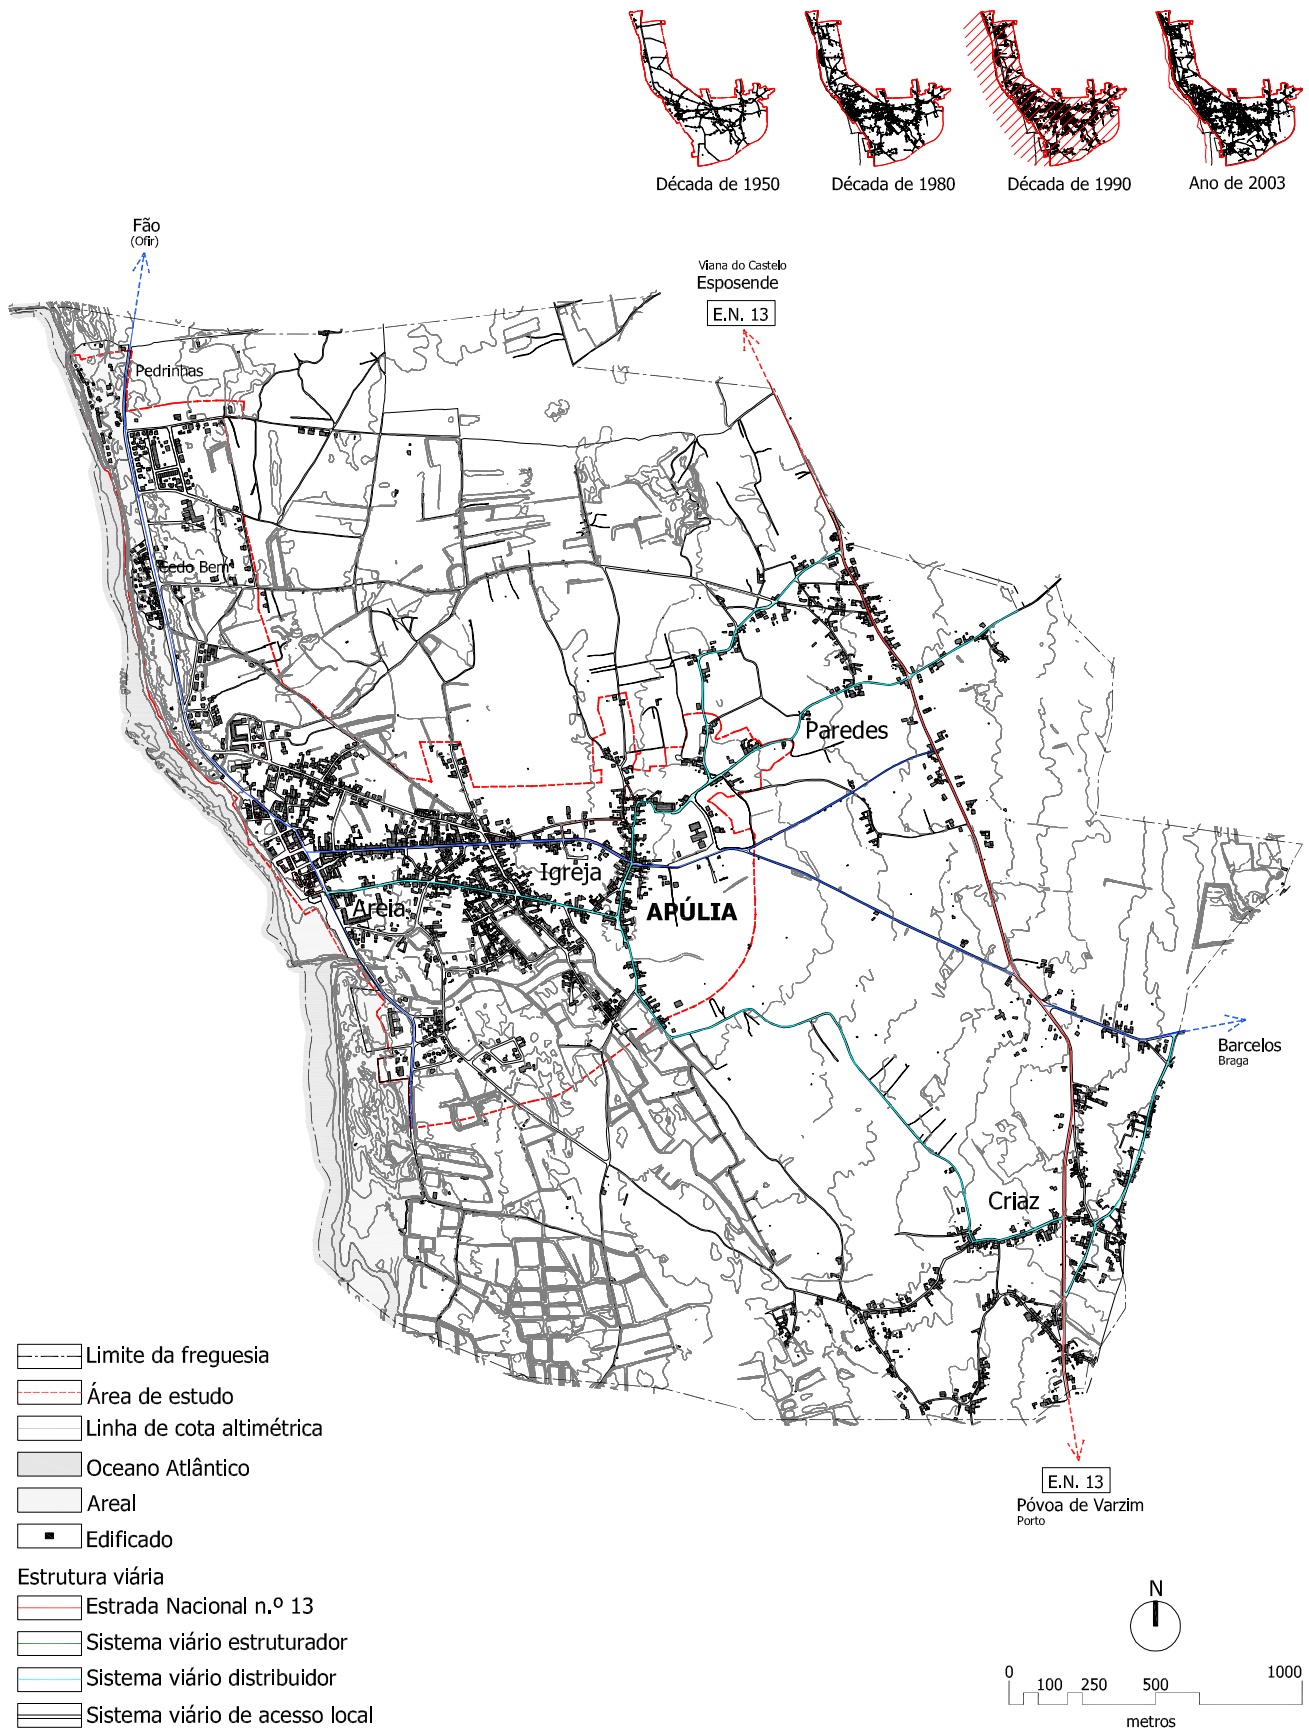 Década de 1950
Década de 1980
Década de 1990
Ano de 2003
Fão
(Ofir)
Viana do Castelo
Esposende
E.N. 13
Pedrinhas
Cedo Bem
Paredes
Igreja
Areia
APÚLIA
Barcelos
Braga
Criaz
E.N. 13
Póvoa de Varzim
Porto
Limite da freguesia
Área de estudo
Linha de cota altimétrica
Oceano Atlântico
Areal
Edificado
Estrutura viária
Estrada Nacional n.º 13
Sistema viário estruturador
Sistema viário distribuidor
Sistema viário de acesso local
N
0 100 250 500 1000
metros